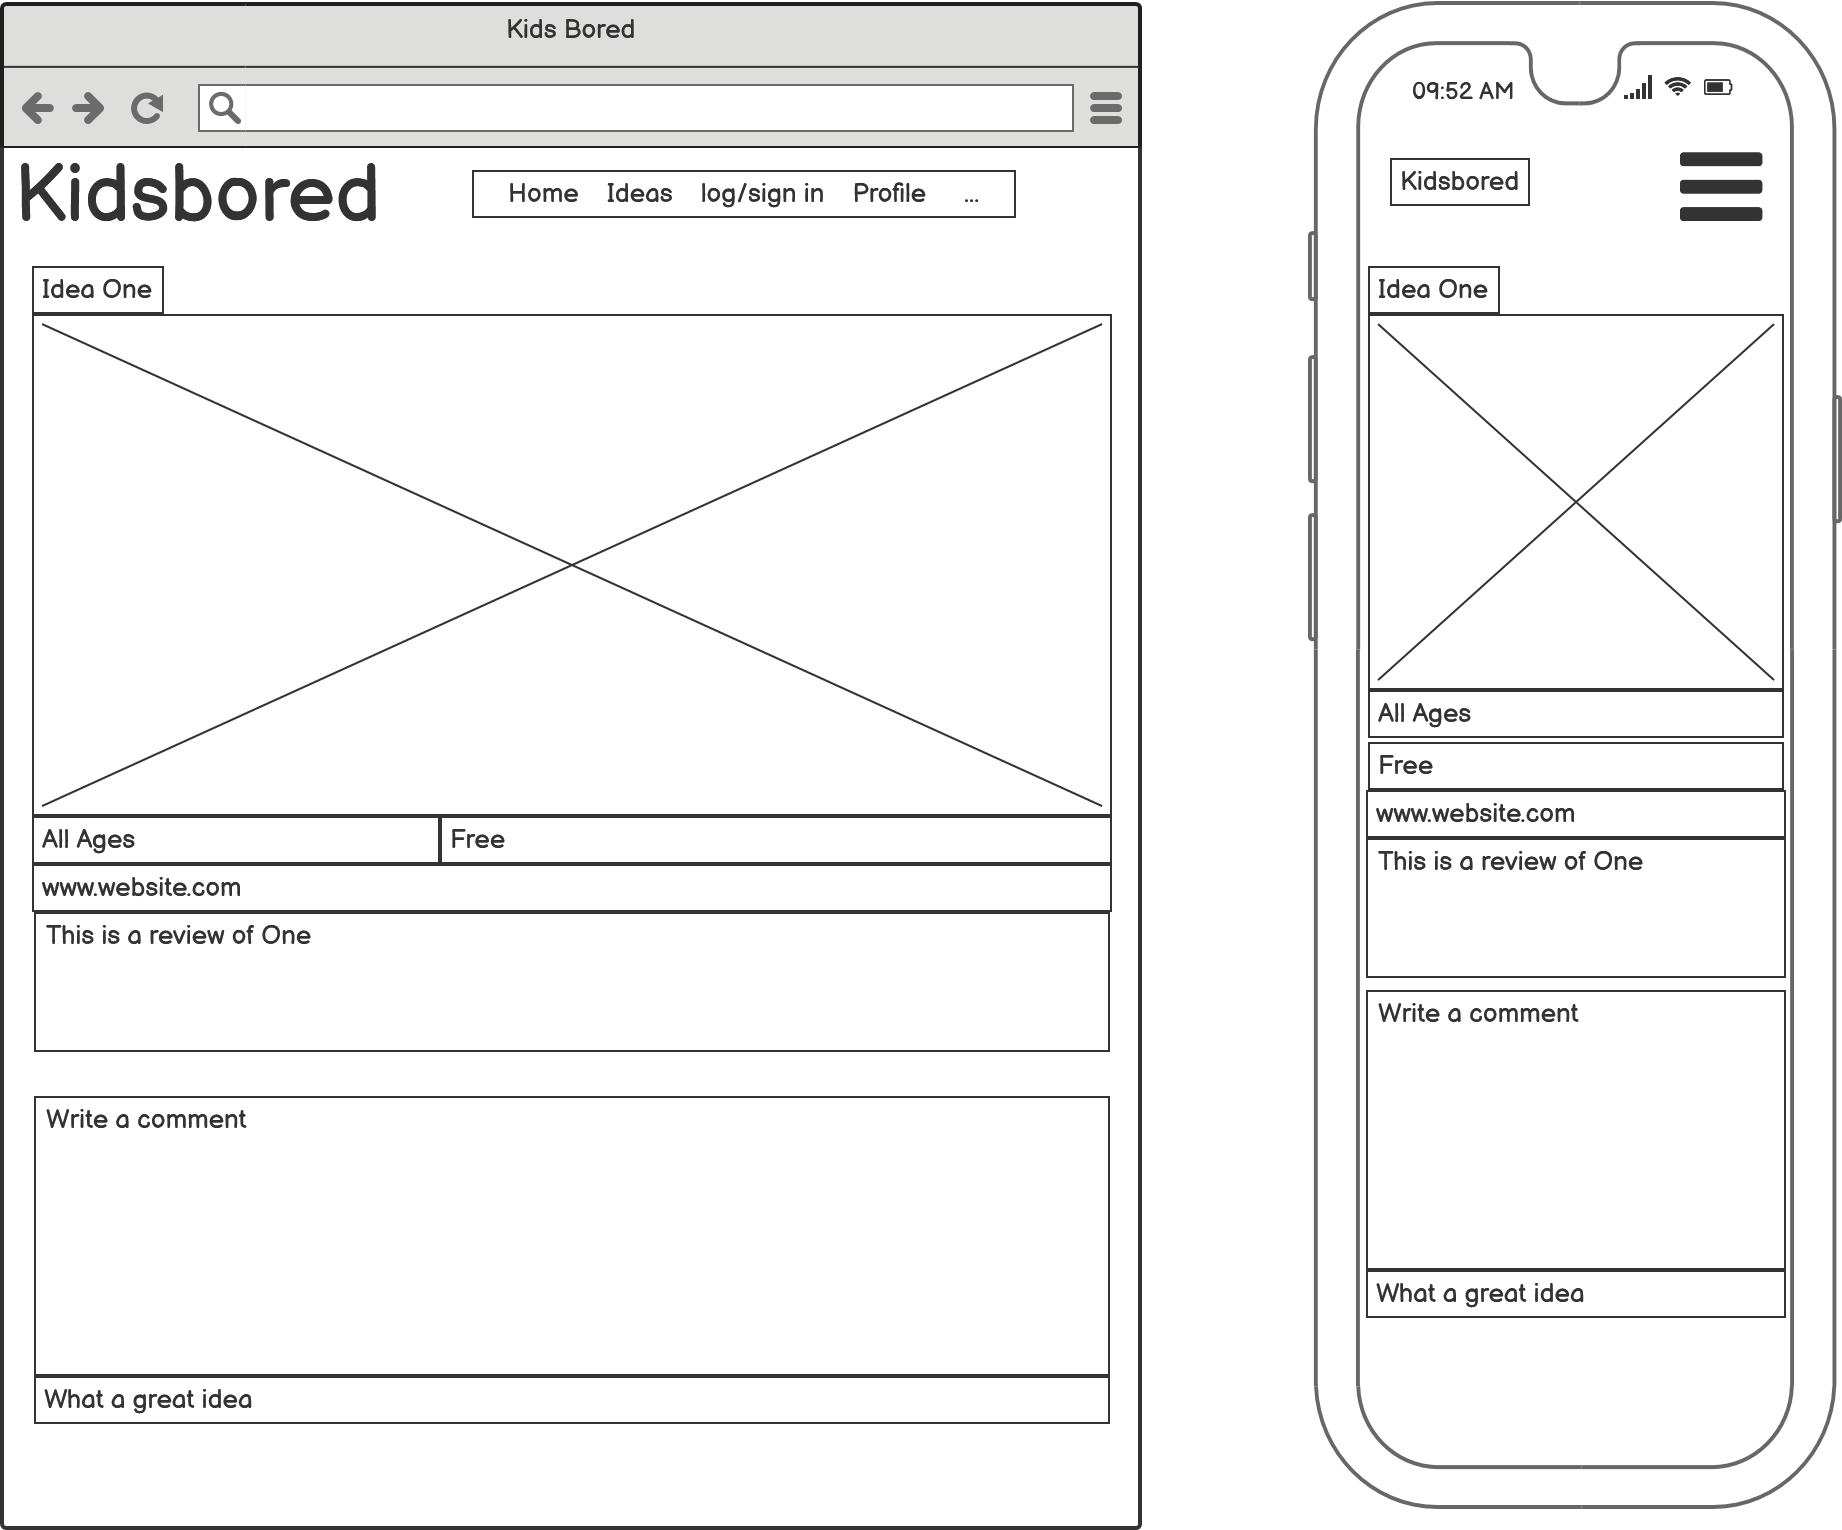 Kids Bored
Kidsbored
Home Ideas log/sign in Profile ...
Idea One
All Ages
Free
www.website.com
This is a review of One
Write a comment
What a great idea
09:52 AM
Kidsbored
Idea One
All Ages
Free
www.website.com
This is a review of One
Write a comment
What a great idea